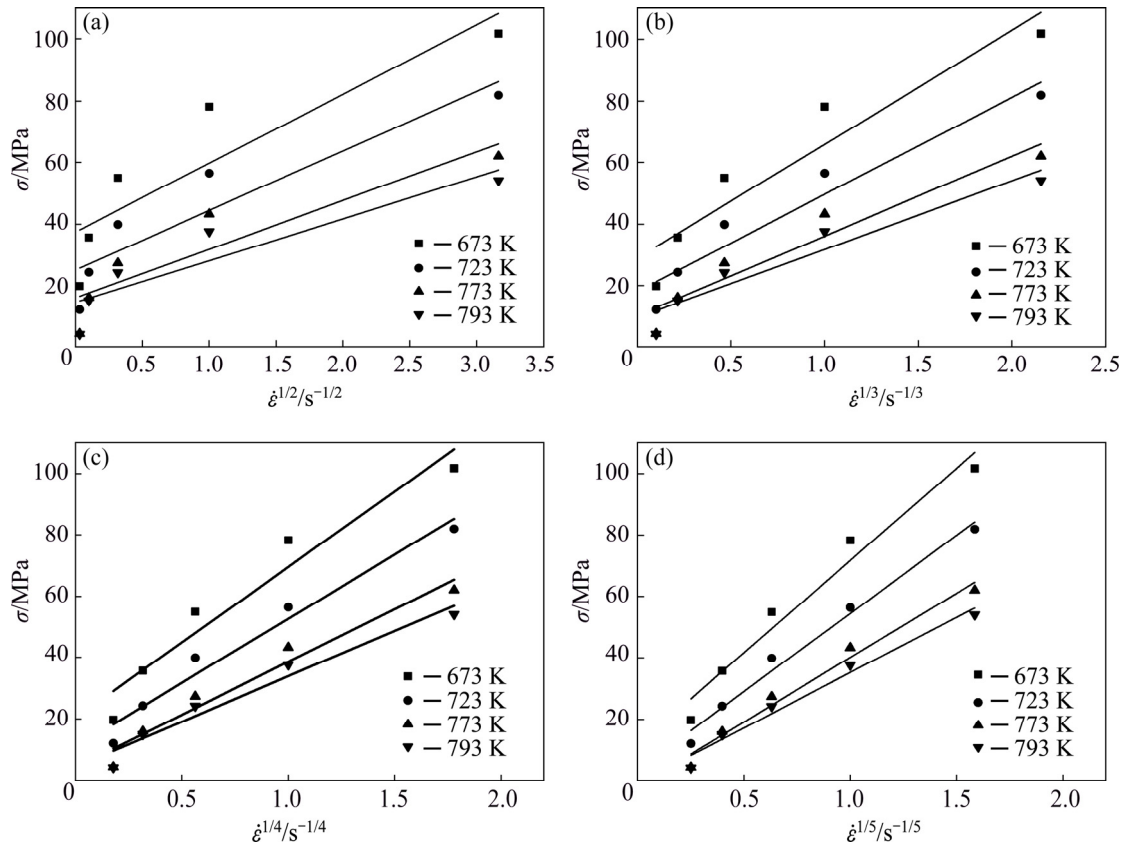 (a)
100
80
60
40
20
0
σ/MPa
■ — 673 K
● — 723 K
▲ — 773 K
▼ — 793 K
0.5 1.0 1.5 2.0 2.5 3.0 3.5
ε̇^{1/2}/s^{−1/2}
(b)
100
80
60
40
20
0
σ/MPa
■ — 673 K
● — 723 K
▲ — 773 K
▼ — 793 K
0.5 1.0 1.5 2.0 2.5
ε̇^{1/3}/s^{−1/3}
(c)
100
80
60
40
20
0
σ/MPa
■ — 673 K
● — 723 K
▲ — 773 K
▼ — 793 K
0.5 1.0 1.5 2.0
ε̇^{1/4}/s^{−1/4}
(d)
100
80
60
40
20
0
σ/MPa
■ — 673 K
● — 723 K
▲ — 773 K
▼ — 793 K
0.5 1.0 1.5 2.0
ε̇^{1/5}/s^{−1/5}